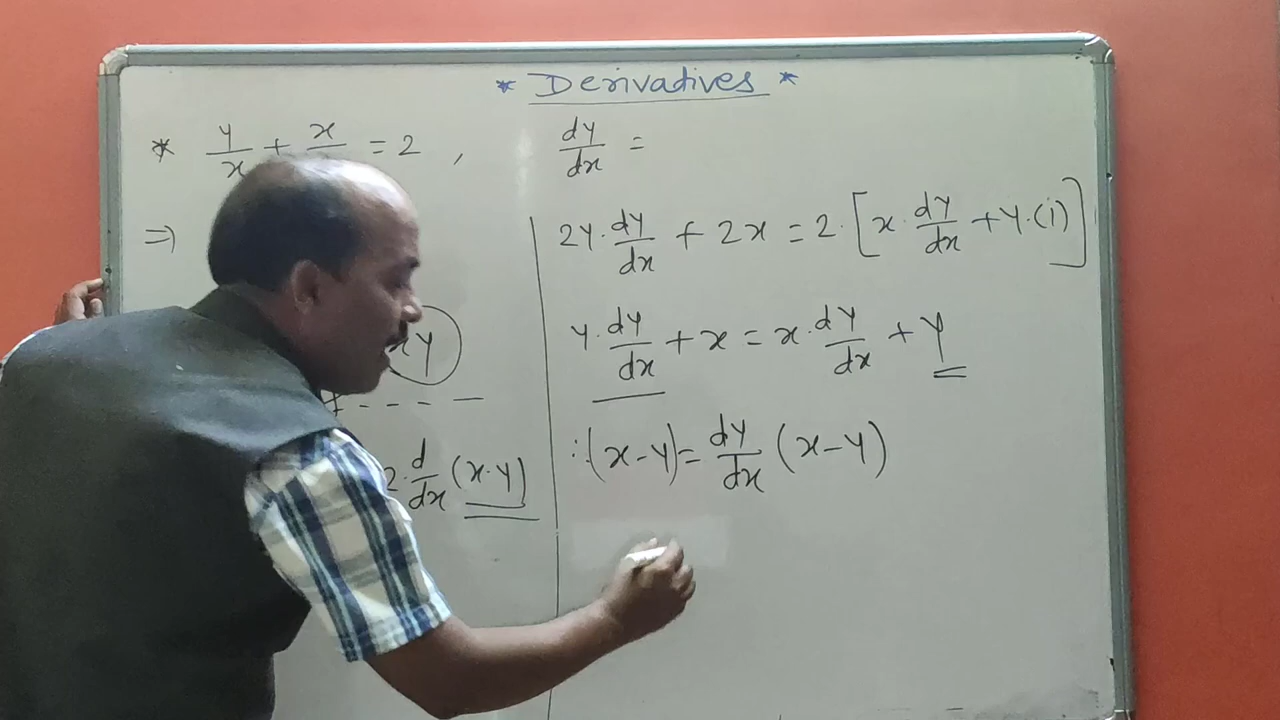 * Derivatives *
* y/x + x/ = 2 , dy/dx =
⇒
xy
2·d/dx (x·y)
2y·dy/dx + 2x = 2·[x·dy/dx + y·(1)]
y·dy/dx + x = x·dy/dx + y
∴(x-y) = dy/dx (x-y)